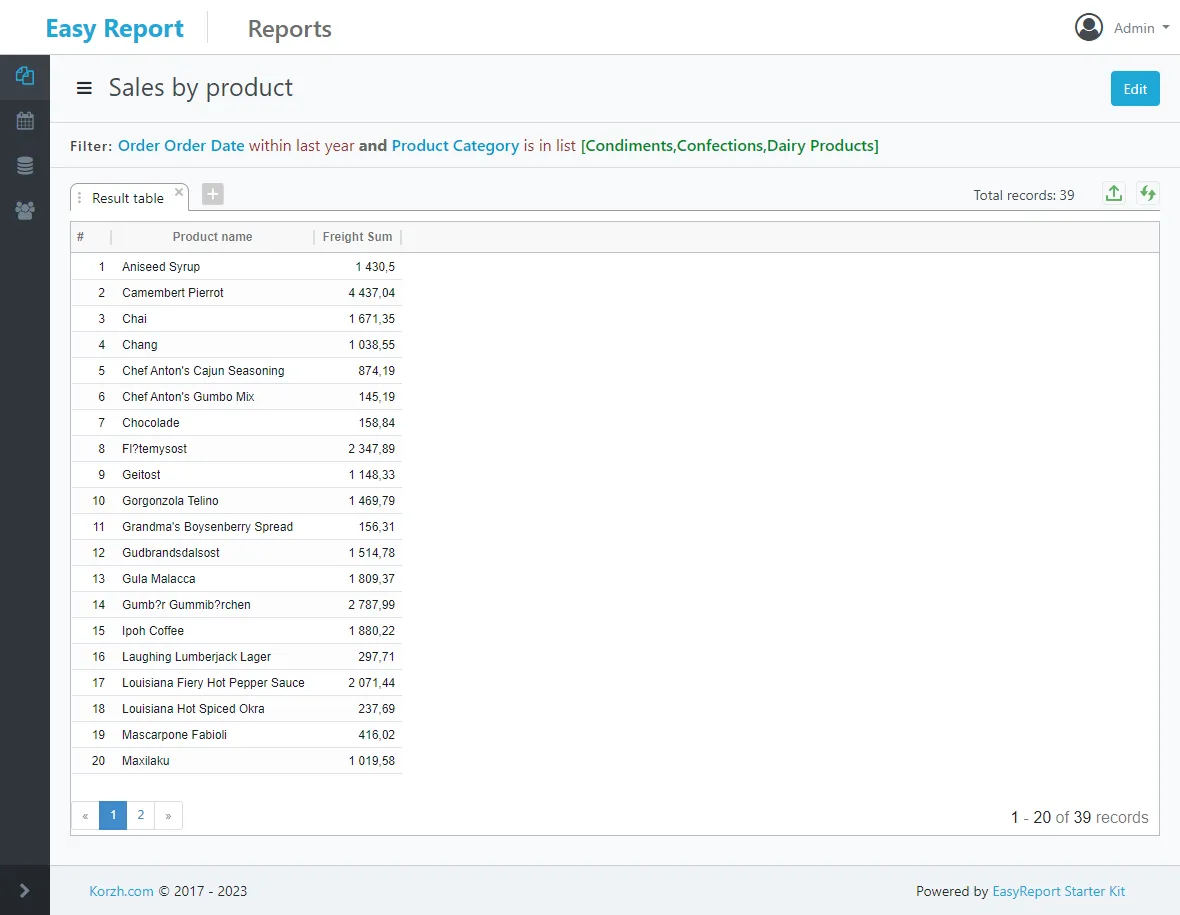 Easy Report Reports Admin
Sales by product Edit
Filter: Order Order Date within last year and Product Category is in list [Condiments,Confections,Dairy Products]
Result table Total records: 39
# Product name Freight Sum
1 Aniseed Syrup 1 430,5
2 Camembert Pierrot 4 437,04
3 Chai 1 671,35
4 Chang 1 038,55
5 Chef Anton's Cajun Seasoning 874,19
6 Chef Anton's Gumbo Mix 145,19
7 Chocolade 158,84
8 Fl?temysost 2 347,89
9 Geitost 1 148,33
10 Gorgonzola Telino 1 469,79
11 Grandma's Boysenberry Spread 156,31
12 Gudbrandsdalsost 1 514,78
13 Gula Malacca 1 809,37
14 Gumb?r Gummib?rchen 2 787,99
15 Ipoh Coffee 1 880,22
16 Laughing Lumberjack Lager 297,71
17 Louisiana Fiery Hot Pepper Sauce 2 071,44
18 Louisiana Hot Spiced Okra 237,69
19 Mascarpone Fabioli 416,02
20 Maxilaku 1 019,58
« 1 2 » 1 - 20 of 39 records
Korzh.com © 2017 - 2023 Powered by EasyReport Starter Kit